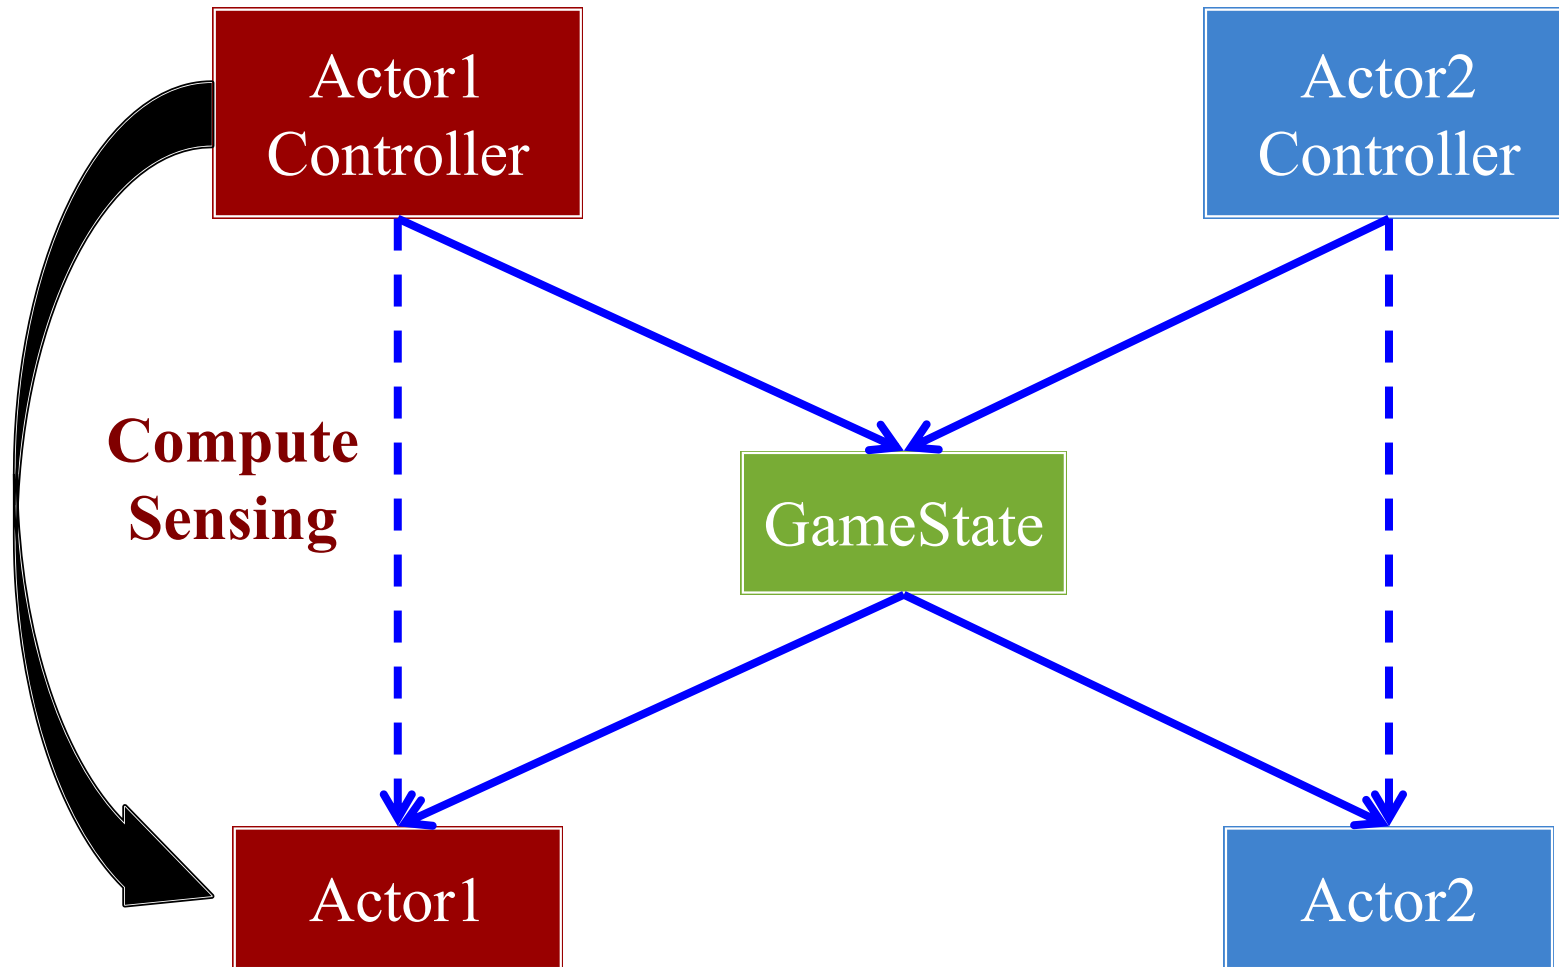 Actor1
Controller
Actor2
Controller
Compute
Sensing
GameState
Actor1
Actor2